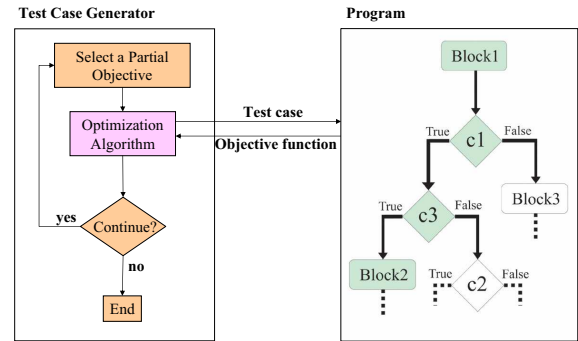 Test Case Generator
Select a Partial
Objective
Optimization
Algorithm
yes
Continue?
no
End
Test case
Objective function
Program
Block1
True
False
c1
Block3
True
False
c3
Block2
True
False
c2